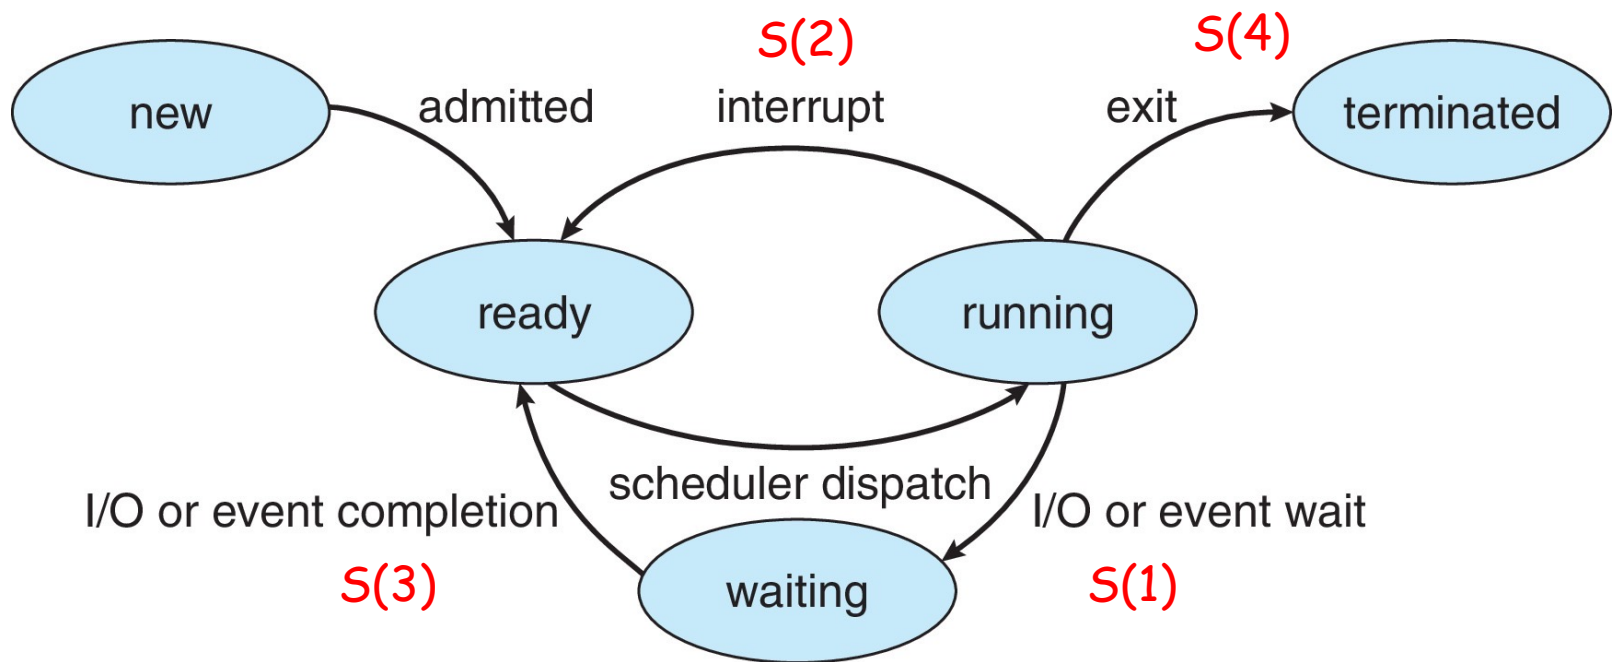 S(2)
S(4)
new
admitted
interrupt
exit
terminated
ready
running
scheduler dispatch
I/O or event completion
I/O or event wait
S(3)
waiting
S(1)